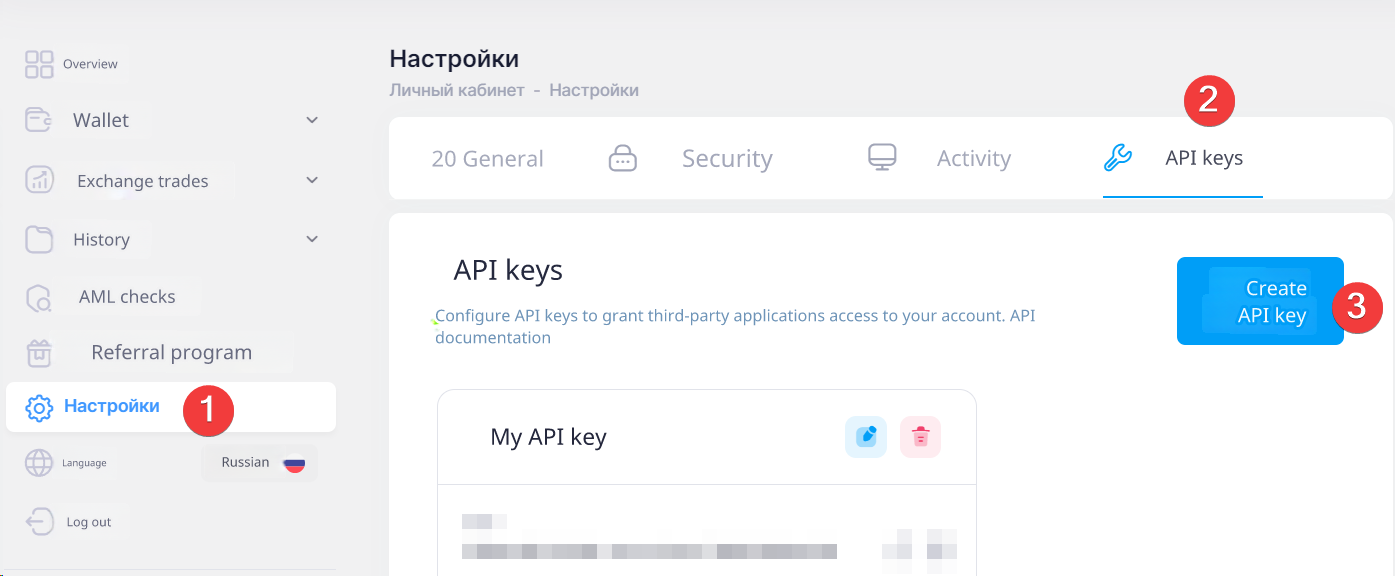 Overview
Wallet
Exchange trades
History
AML checks
Referral program
Настройки
1
Language
Russian
Log out
Настройки
Личный кабинет - Настройки
2
20 General
Security
Activity
API keys
API keys
Configure API keys to grant third-party applications access to your account. API
documentation
Create
API key
3
My API key